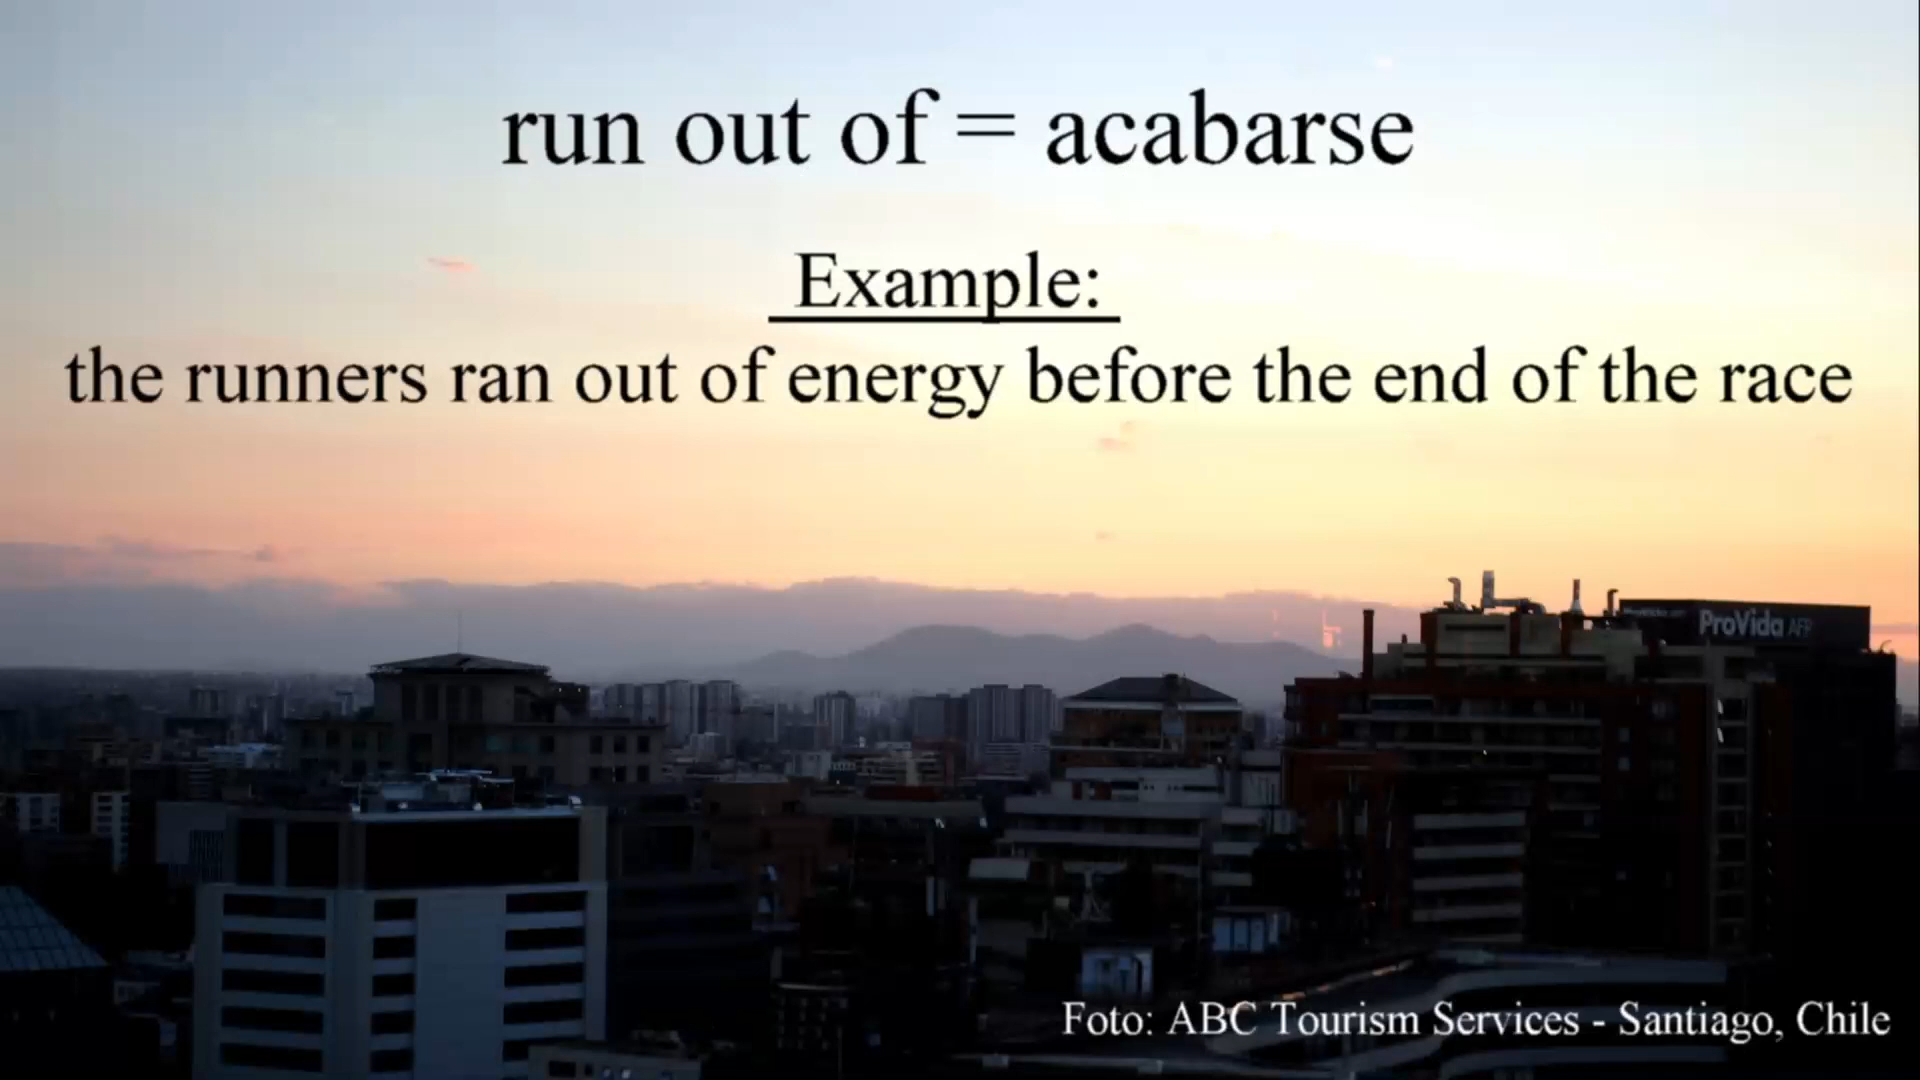 run out of = acabarse
Example:
the runners ran out of energy before the end of the race
ProVida AFP
Foto: ABC Tourism Services - Santiago, Chile